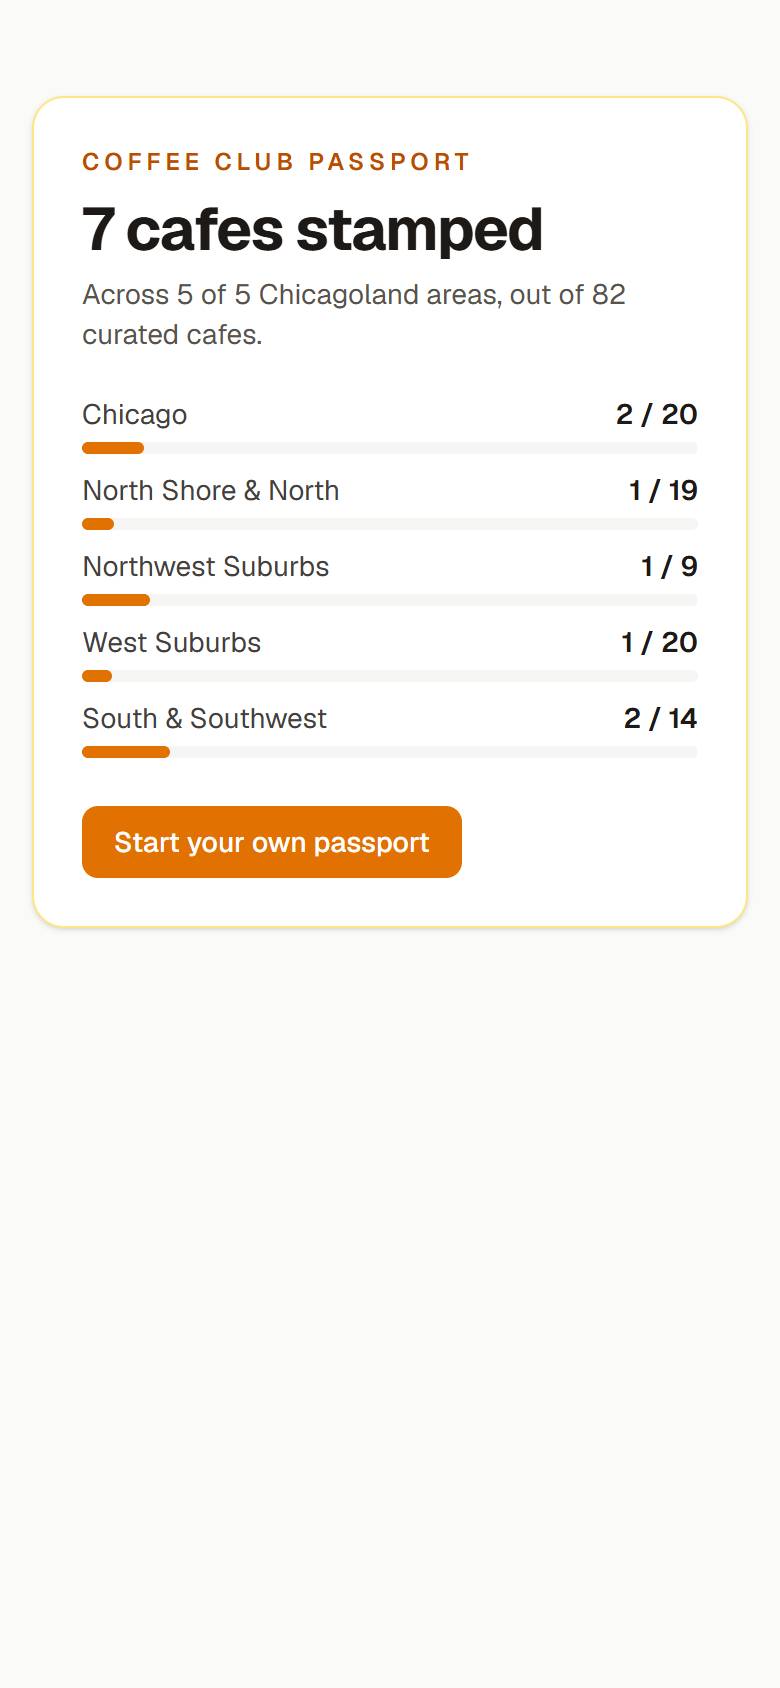 COFFEE CLUB PASSPORT
7 cafes stamped
Across 5 of 5 Chicagoland areas, out of 82
curated cafes.
Chicago 2 / 20
North Shore & North 1 / 19
Northwest Suburbs 1 / 9
West Suburbs 1 / 20
South & Southwest 2 / 14
Start your own passport